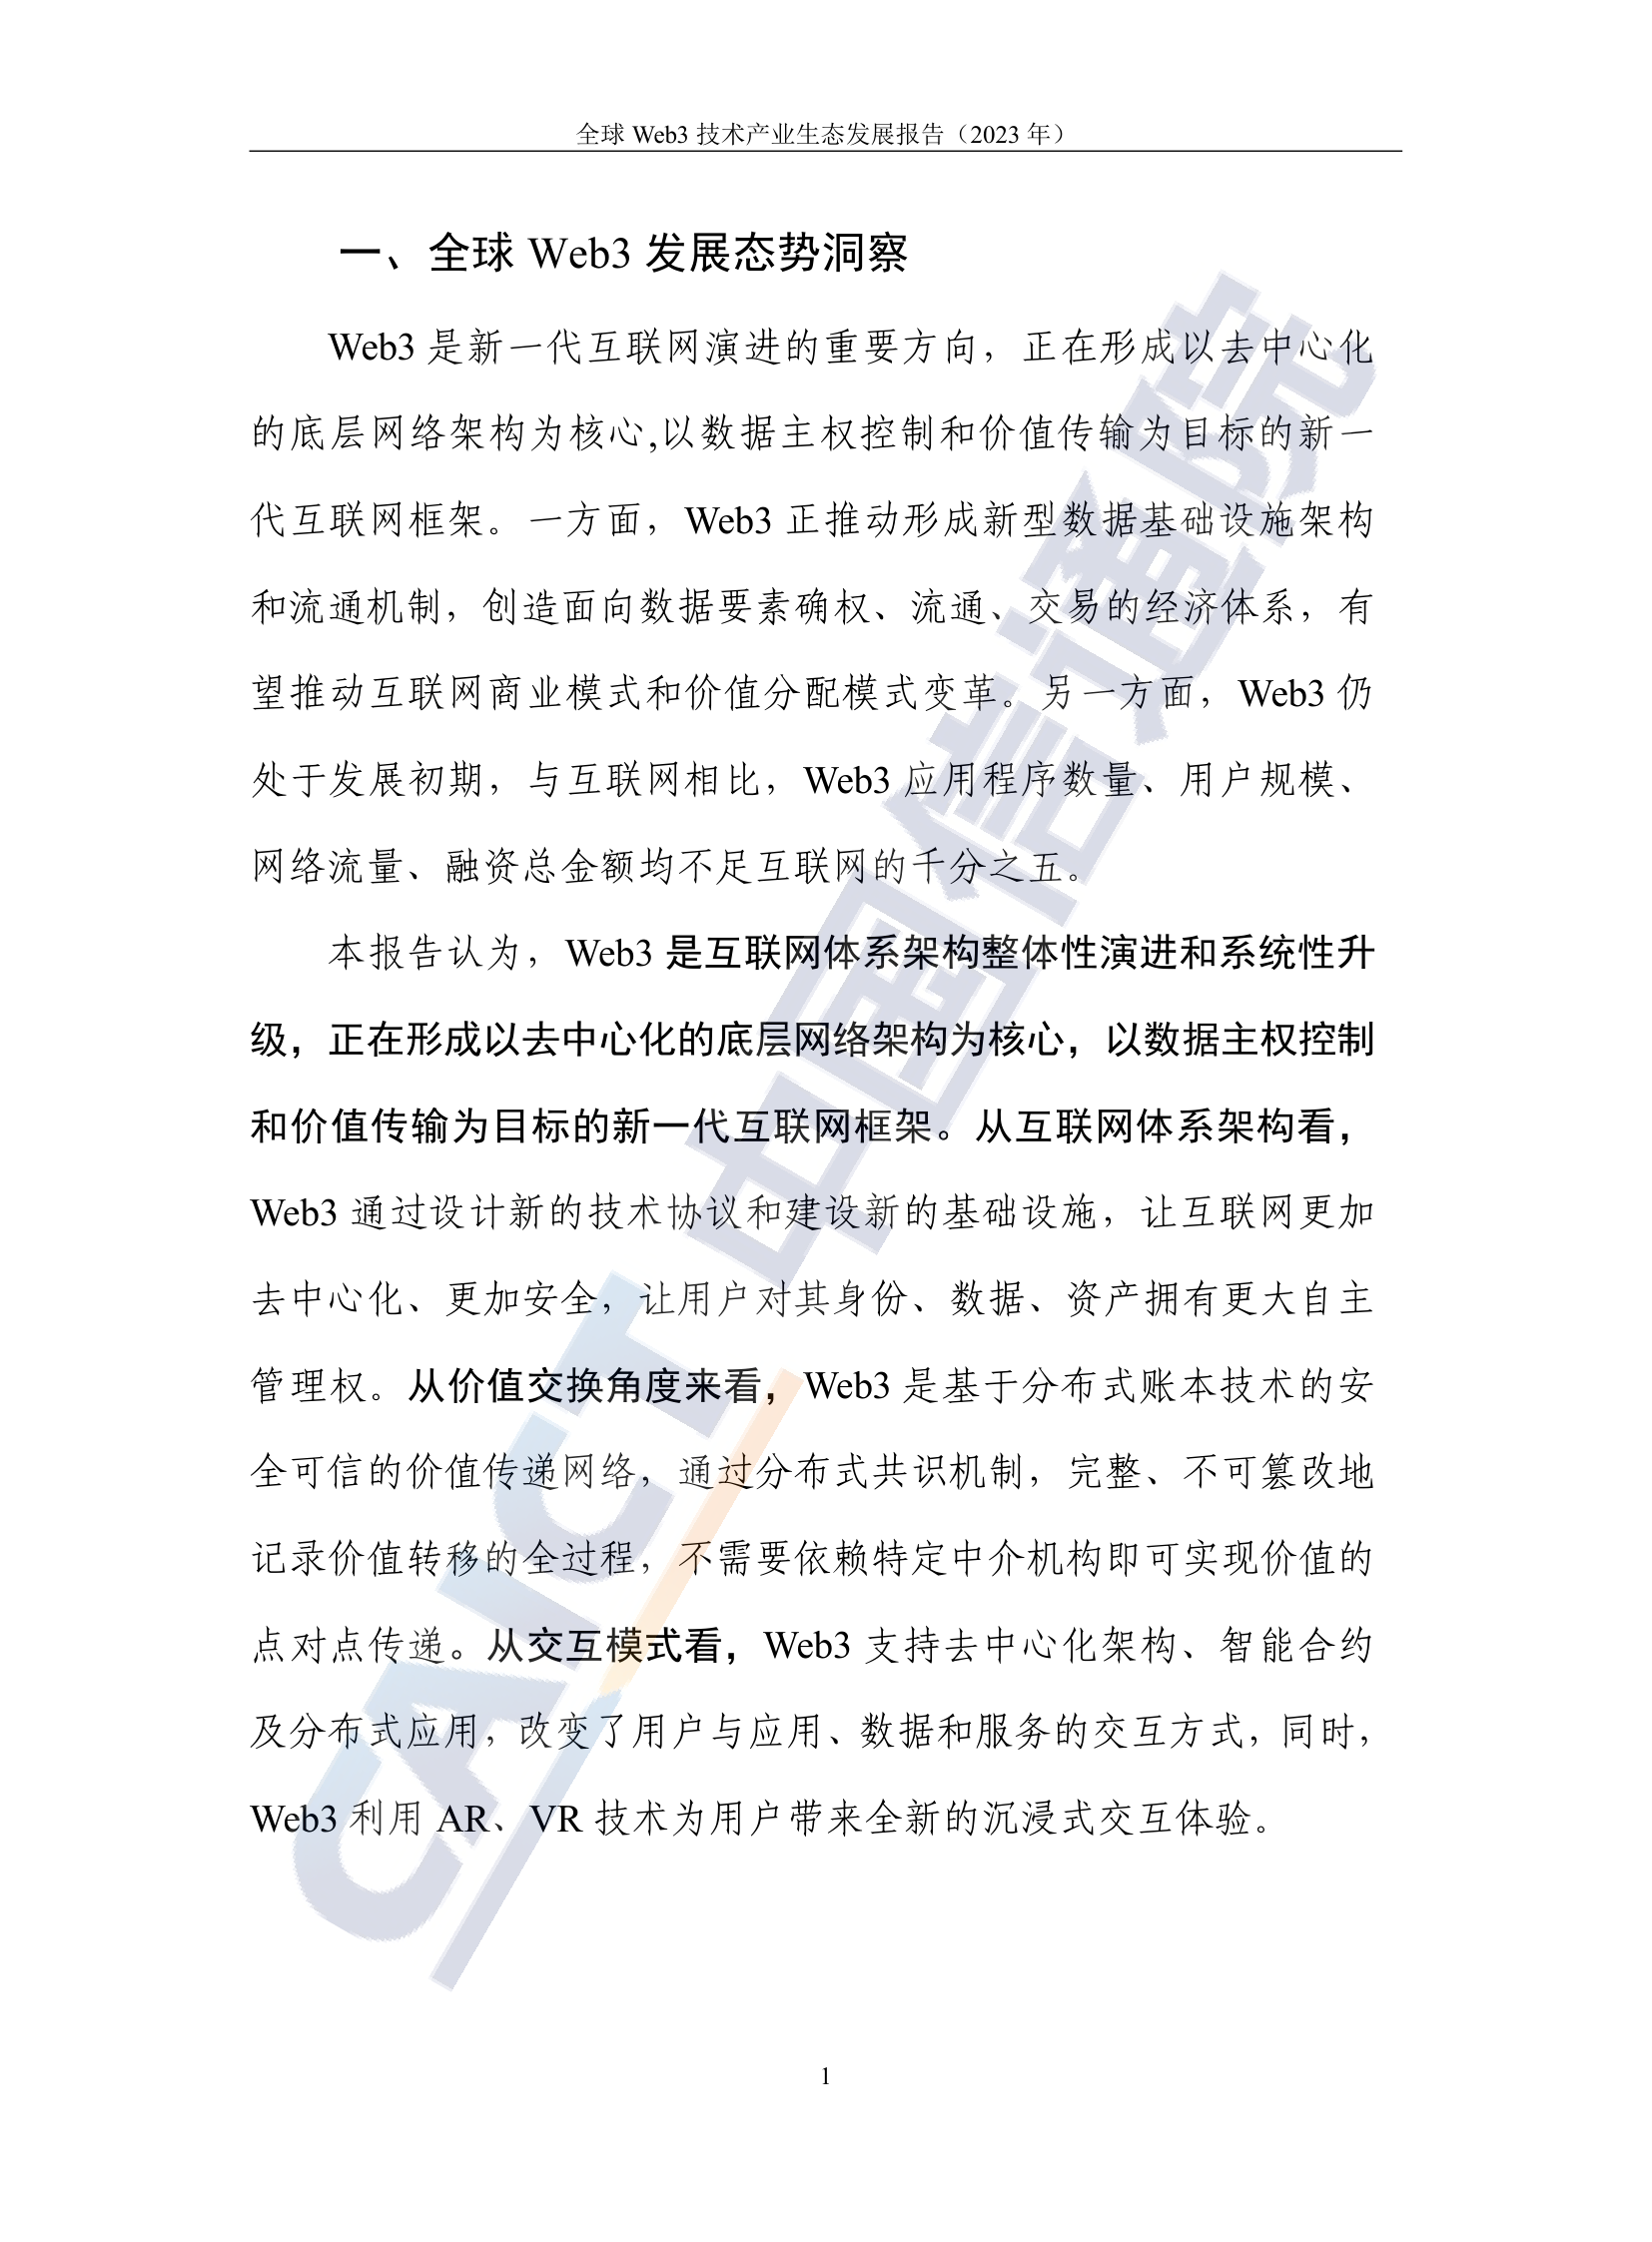 全球 Web3 技术产业生态发展报告（2023 年）
一、全球 Web3 发展态势洞察
Web3 是新一代互联网演进的重要方向，正在形成以去中心化
的底层网络架构为核心,以数据主权控制和价值传输为目标的新一
代互联网框架。一方面，Web3 正推动形成新型数据基础设施架构
和流通机制，创造面向数据要素确权、流通、交易的经济体系，有
望推动互联网商业模式和价值分配模式变革。另一方面，Web3 仍
处于发展初期，与互联网相比，Web3 应用程序数量、用户规模、
网络流量、融资总金额均不足互联网的千分之五。
本报告认为，Web3 是互联网体系架构整体性演进和系统性升
级，正在形成以去中心化的底层网络架构为核心，以数据主权控制
和价值传输为目标的新一代互联网框架。从互联网体系架构看，
Web3 通过设计新的技术协议和建设新的基础设施，让互联网更加
去中心化、更加安全，让用户对其身份、数据、资产拥有更大自主
管理权。从价值交换角度来看，Web3 是基于分布式账本技术的安
全可信的价值传递网络，通过分布式共识机制，完整、不可篡改地
记录价值转移的全过程，不需要依赖特定中介机构即可实现价值的
点对点传递。从交互模式看，Web3 支持去中心化架构、智能合约
及分布式应用，改变了用户与应用、数据和服务的交互方式，同时，
Web3 利用 AR、VR 技术为用户带来全新的沉浸式交互体验。
CAICT 中国信通院
1